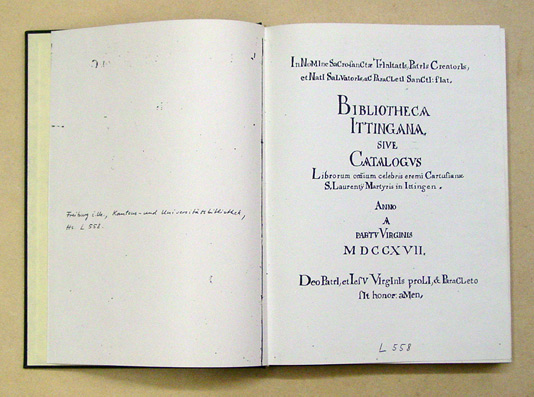 Freiburg i. Ue., Kantons- und Universitätsbibliothek,
Hs. L 558.
In NoMIne SaCrosanCtæ TrInItatIs, PatrIs CreatorIs,
et NatI SalVatorIs, aC ParaCLetI SanCtI: fIat.
BIBLIOTHECA
ITTINGANA,
SIVE
CATALOGVS
Librorum omnium celebris eremi Cartusianæ
S. Laurentÿ Martyris in Ittingen.
ANNO
A
PARTV VIRGINIS
MDCCXVII.
Deo PatrI, et IesV VIrgInIs proLI, & ParaCLeto
sIt honor: aMen.
L 558